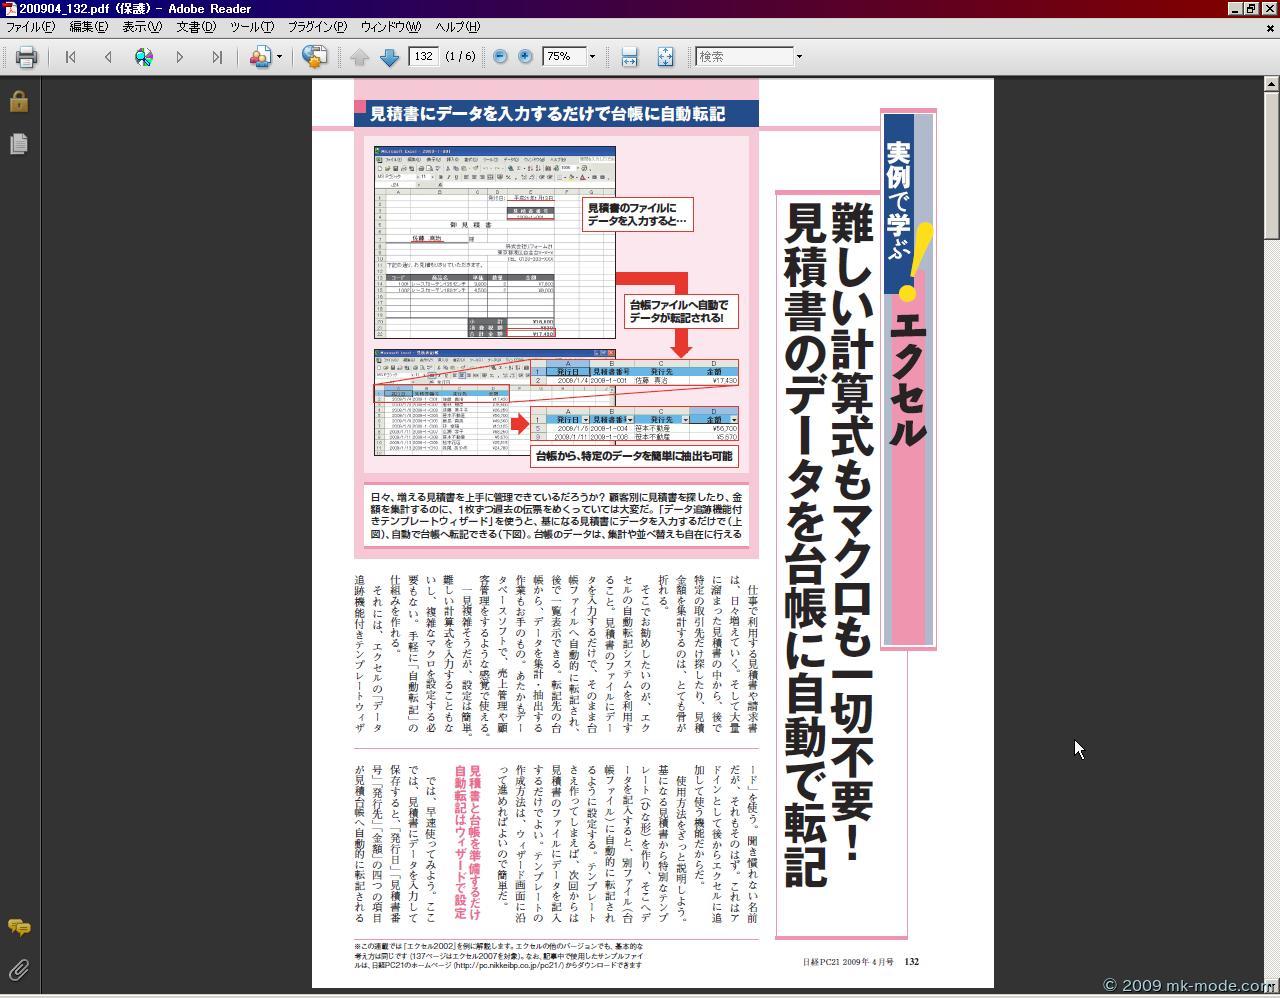 200904_132.pdf (保護) - Adobe Reader
ファイル(F) 編集(E) 表示(V) 文書(D) ツール(T) プラグイン(P) ウィンドウ(W) ヘルプ(H)
132 (1 / 6) 75% 検索
実例で学ぶ!エクセル
難しい計算式もマクロも一切不要!
見積書のデータを台帳に自動で転記
見積書にデータを入力するだけで台帳に自動転記
見積書のファイルに
データを入力すると…
台帳ファイルへ自動で
データが転記される!
御見積書
A B C D
1 発行日 見積書番号 発行先 金額
2 2009/1/4 2009-1-001 佐藤 真治 ¥17,430
A B C D
1 発行日 見積書番 発行先 金額
5 2009/1/6 2009-1-004 笹本不動産 ¥56,700
9 2009/1/11 2009-1-008 笹本不動産 ¥5,670
台帳から、特定のデータを簡単に抽出も可能
日々、増える見積書を上手に管理できているだろうか? 顧客別に見積書を探したり、金
額を集計するのに、1枚ずつ過去の伝票をめくっていては大変だ。「データ追跡機能付
きテンプレートウィザード」を使うと、基になる見積書にデータを入力するだけで(上
図)、自動で台帳へ転記できる(下図)。台帳のデータは、集計や並べ替えも自在に行える
仕事で利用する見積書や請求書
は、日々増えていく。そして大量
に溜まった見積書の中から、後で
特定の取引先だけ探したり、見積
金額を集計するのは、とても骨が
折れる。
そこでお勧めしたいのが、エク
セルの自動転記システムを利用す
ること。見積書のファイルにデー
タを入力するだけで、そのまま台
帳ファイルへ自動的に転記され、
後で一覧表示できる。転記先の台
帳から、データを集計・抽出する
作業もお手のもの。あたかもデー
タベースソフトで、売上管理や顧
客管理をするような感覚で使える。
一見複雑そうだが、設定は簡単。
難しい計算式を入力することもな
いし、複雑なマクロを設定する必
要もない。手軽に「自動転記」の
仕組みを作れる。
それには、エクセルの「データ
追跡機能付きテンプレートウィザ
ード」を使う。聞き慣れない名前
だが、それもそのはず。これはア
ドインとして後からエクセルに追
加して使う機能だからだ。
使用方法をざっと説明しよう。
基になる見積書から特別なテンプ
レート(ひな形)を作り、そこへデ
ータを記入すると、別ファイル(台
帳ファイル)に自動的に転記され
るように設定する。テンプレート
さえ作ってしまえば、次回からは
見積書のファイルにデータを記入
するだけでよい。テンプレートの
作成方法は、ウィザード画面に沿
って進めればよいので簡単だ。
見積書と台帳を準備するだけ
自動転記はウィザードで設定
では、早速使ってみよう。ここ
では、見積書にデータを入力して
保存すると、「発行日」「見積書番
号」「発行先」「金額」の四つの項目
が見積台帳へ自動的に転記される
※この連載では「エクセル2002」を例に解説します。エクセルの他のバージョンでも、基本的な
考え方は同じです(137ページはエクセル2007を対象)。なお、記事中で使用したサンプルファイ
ルは、日経PC21のホームページ(http://pc.nikkeibp.co.jp/pc21/)からダウンロードできます
日経PC21 2009年4月号 132
© 2009 mk-mode.com